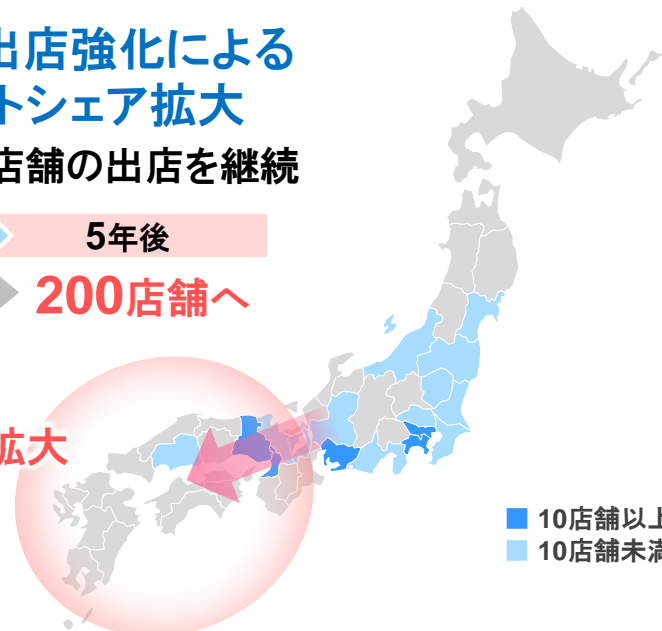 出店強化による
トシェア拡大
店舗の出店を継続
5年後
200店舗へ
拡大
10店舗以上
10店舗未満